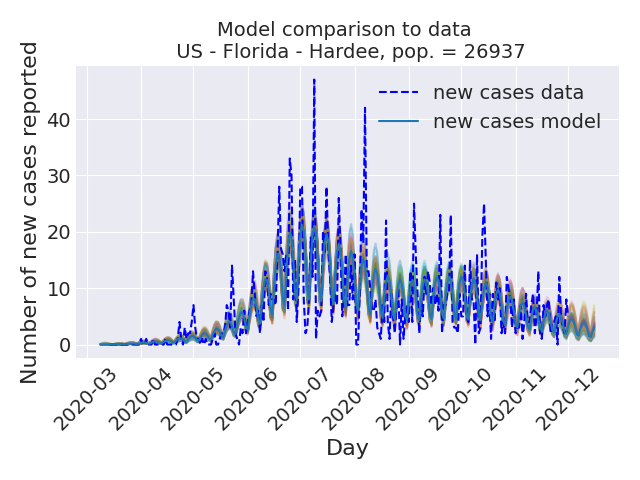 Model comparison to data
US - Florida - Hardee, pop. = 26937
Number of new cases reported
new cases data
new cases model
40
30
20
10
0
2020-03
2020-04
2020-05
2020-06
2020-07
2020-08
2020-09
2020-10
2020-11
2020-12
Day